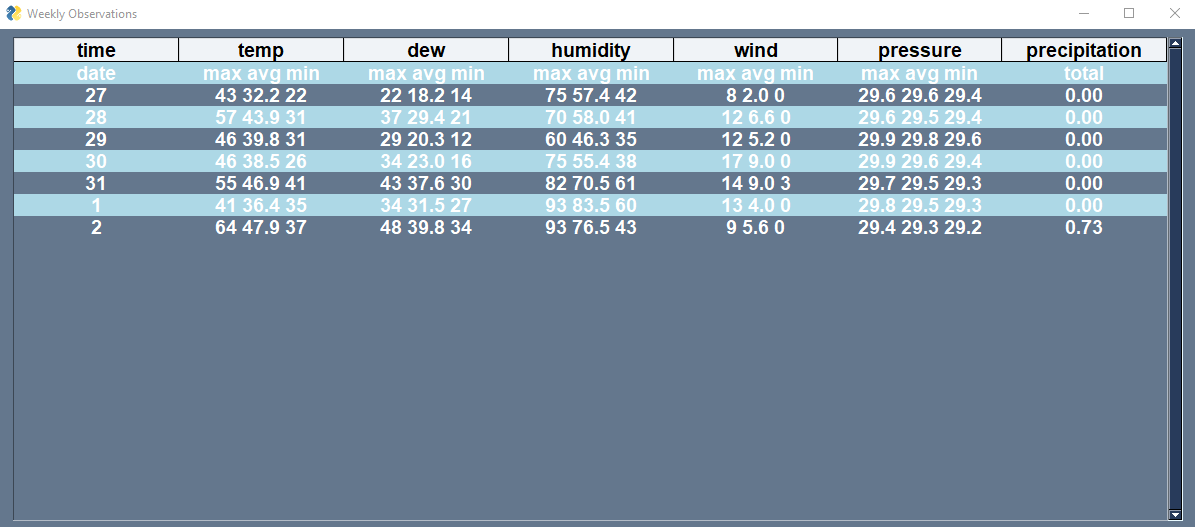 Weekly Observations
time temp dew humidity wind pressure precipitation
date max avg min max avg min max avg min max avg min max avg min total
27 43 32.2 22 22 18.2 14 75 57.4 42 8 2.0 0 29.6 29.6 29.4 0.00
28 57 43.9 31 37 29.4 21 70 58.0 41 12 6.6 0 29.6 29.5 29.4 0.00
29 46 39.8 31 29 20.3 12 60 46.3 35 12 5.2 0 29.9 29.8 29.6 0.00
30 46 38.5 26 34 23.0 16 75 55.4 38 17 9.0 0 29.9 29.6 29.4 0.00
31 55 46.9 41 43 37.6 30 82 70.5 61 14 9.0 3 29.7 29.5 29.3 0.00
1 41 36.4 35 34 31.5 27 93 83.5 60 13 4.0 0 29.8 29.5 29.3 0.00
2 64 47.9 37 48 39.8 34 93 76.5 43 9 5.6 0 29.4 29.3 29.2 0.73